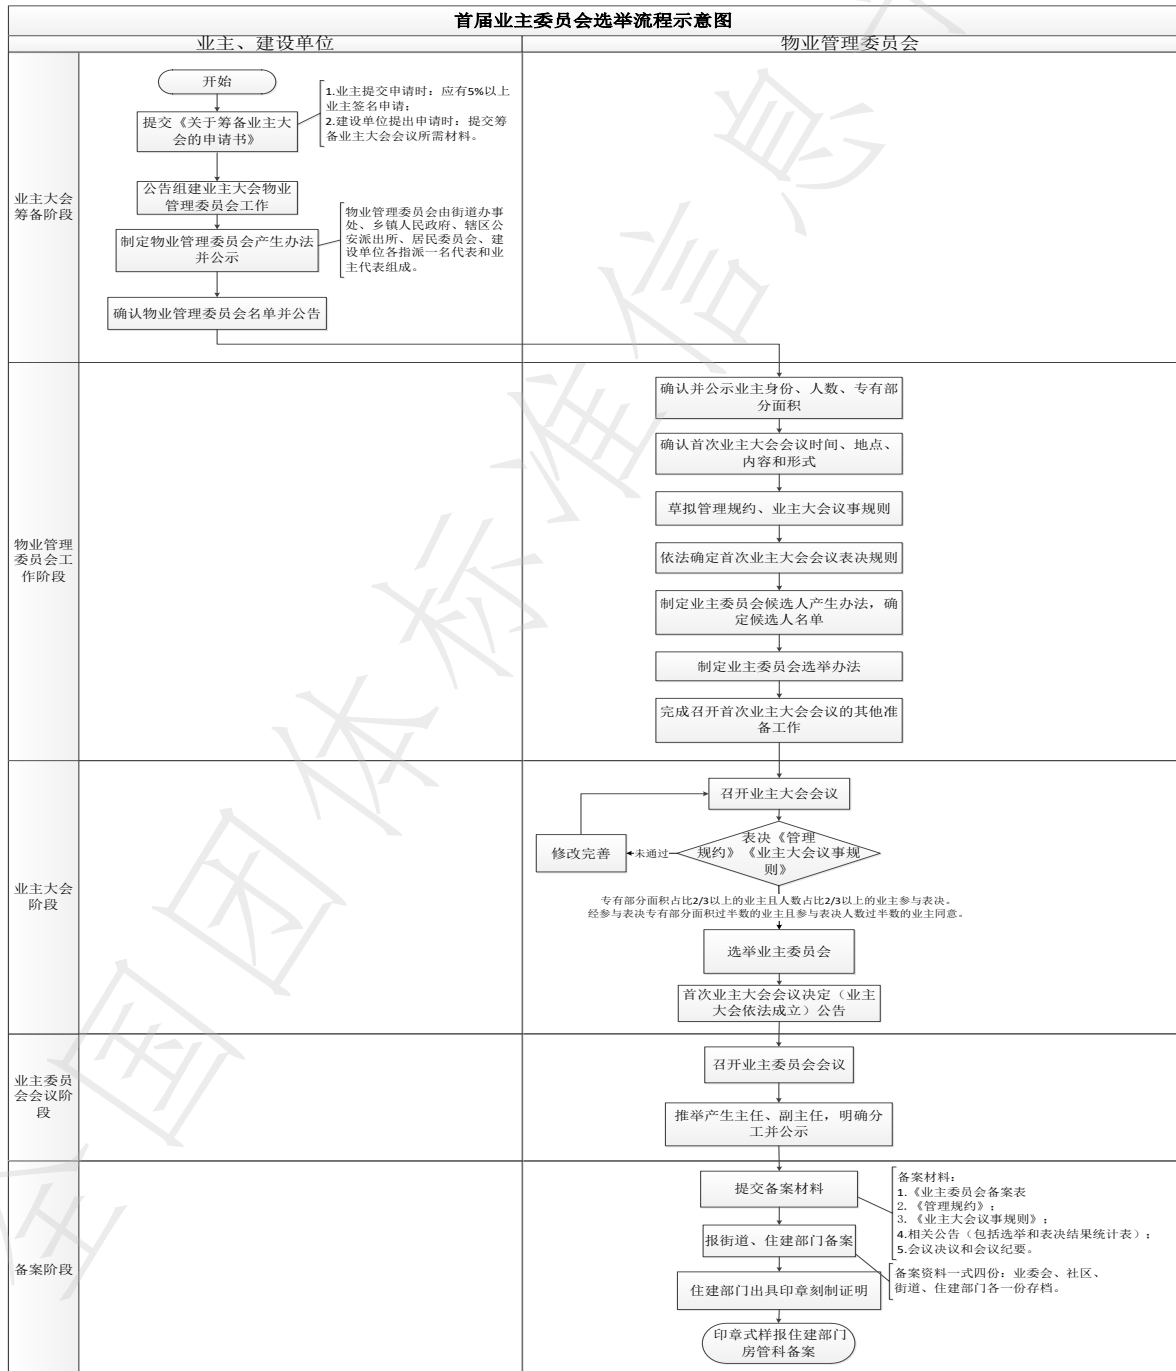 首届业主委员会选举流程示意图
业主、建设单位
物业管理委员会
业主大会
筹备阶段
开始
提交《关于筹备业主大
会的申请书》
1.业主提交申请时：应有5%以上
业主签名申请；
2.建设单位提出申请时：提交筹
备业主大会会议所需材料。
公告组建业主大会物业
管理委员会工作
制定物业管理委员会产生办法
并公示
物业管理委员会由街道办事
处、乡镇人民政府、辖区公
安派出所、居民委员会、建
设单位各指派一名代表和业
主代表组成。
确认物业管理委员会名单并公告
物业管理
委员会工
作阶段
确认并公示业主身份、人数、专有部
分面积
确认首次业主大会会议时间、地点、
内容和形式
草拟管理规约、业主大会议事规则
依法确定首次业主大会会议表决规则
制定业主委员会候选人产生办法，确
定候选人名单
制定业主委员会选举办法
完成召开首次业主大会会议的其他准
备工作
业主大会
阶段
召开业主大会会议
表决《管理
规约》《业主大会议事规
则》
未通过
修改完善
专有部分面积占比2/3以上的业主且人数占比2/3以上的业主参与表决。
经参与表决专有部分面积过半数的业主且参与表决人数过半数的业主同意。
选举业主委员会
首次业主大会会议决定（业主
大会依法成立）公告
业主委员
会会议阶
段
召开业主委员会会议
推举产生主任、副主任，明确分
工并公示
备案阶段
提交备案材料
备案材料：
1.《业主委员会备案表
2.《管理规约》；
3.《业主大会议事规则》；
4.相关公告（包括选举和表决结果统计表）；
5.会议决议和会议纪要。
报街道、住建部门备案
备案资料一式四份：业委会、社区、
街道、住建部门各一份存档。
住建部门出具印章刻制证明
印章式样报住建部门
房管科备案
全国团体标准信息